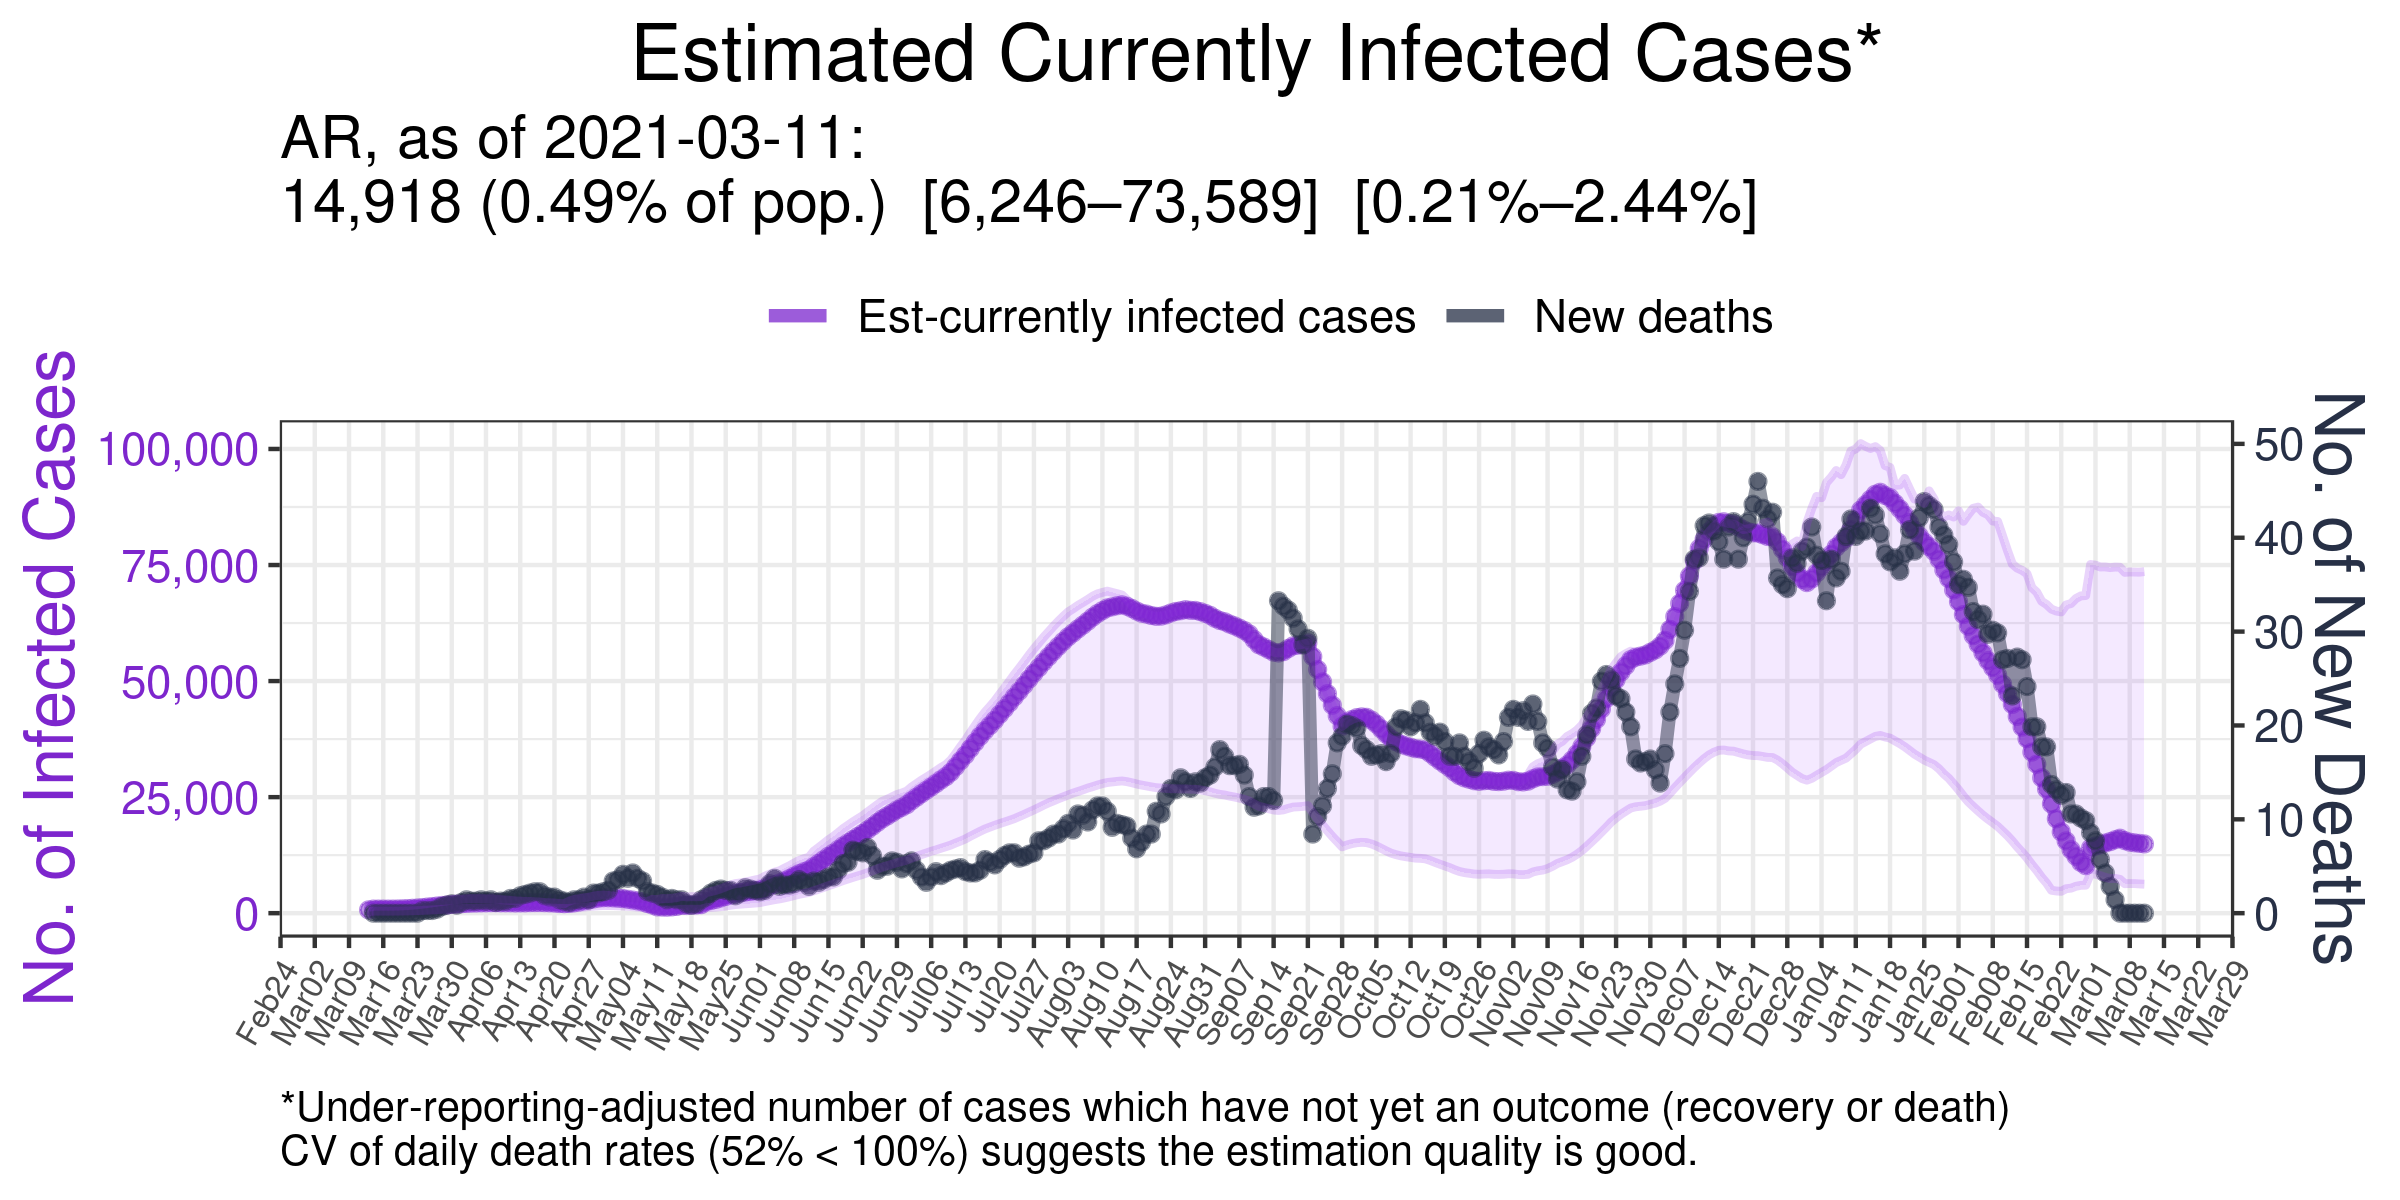 Estimated Currently Infected Cases*
AR, as of 2021-03-11:
14,918 (0.49% of pop.) [6,246–73,589] [0.21%–2.44%]
Est-currently infected cases
New deaths
No. of Infected Cases
100,000
75,000
50,000
25,000
0
No. of New Deaths
50
40
30
20
10
0
Feb24
Mar02
Mar09
Mar16
Mar23
Mar30
Apr06
Apr13
Apr20
Apr27
May04
May11
May18
May25
Jun01
Jun08
Jun15
Jun22
Jun29
Jul06
Jul13
Jul20
Jul27
Aug03
Aug10
Aug17
Aug24
Aug31
Sep07
Sep14
Sep21
Sep28
Oct05
Oct12
Oct19
Oct26
Nov02
Nov09
Nov16
Nov23
Nov30
Dec07
Dec14
Dec21
Dec28
Jan04
Jan11
Jan18
Jan25
Feb01
Feb08
Feb15
Feb22
Mar01
Mar08
Mar15
Mar22
Mar29
*Under-reporting-adjusted number of cases which have not yet an outcome (recovery or death)
CV of daily death rates (52% < 100%) suggests the estimation quality is good.